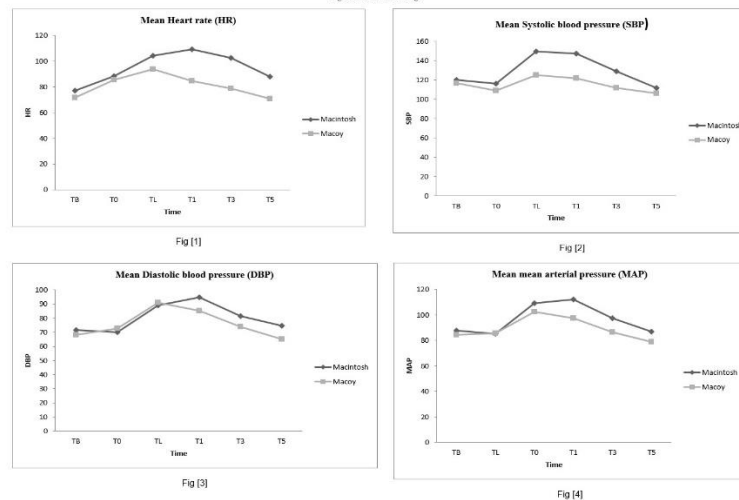 Mean Heart rate (HR)
120
100
80
60
40
20
0
HR
TB T0 TL T1 T3 T5
Time
Macintosh
Macoy
Fig [1]
Mean Systolic blood pressure (SBP)
160
140
120
100
80
60
40
20
0
SBP
TB T0 TL T1 T3 T5
Time
Macintosh
Macoy
Fig [2]
Mean Diastolic blood pressure (DBP)
100
90
80
70
60
50
40
30
20
10
0
DBP
TB T0 TL T1 T3 T5
Time
Macintosh
Macoy
Fig [3]
Mean mean arterial pressure (MAP)
120
100
80
60
40
20
0
MAP
TB TL T0 T1 T3 T5
Time
Macintosh
Macoy
Fig [4]